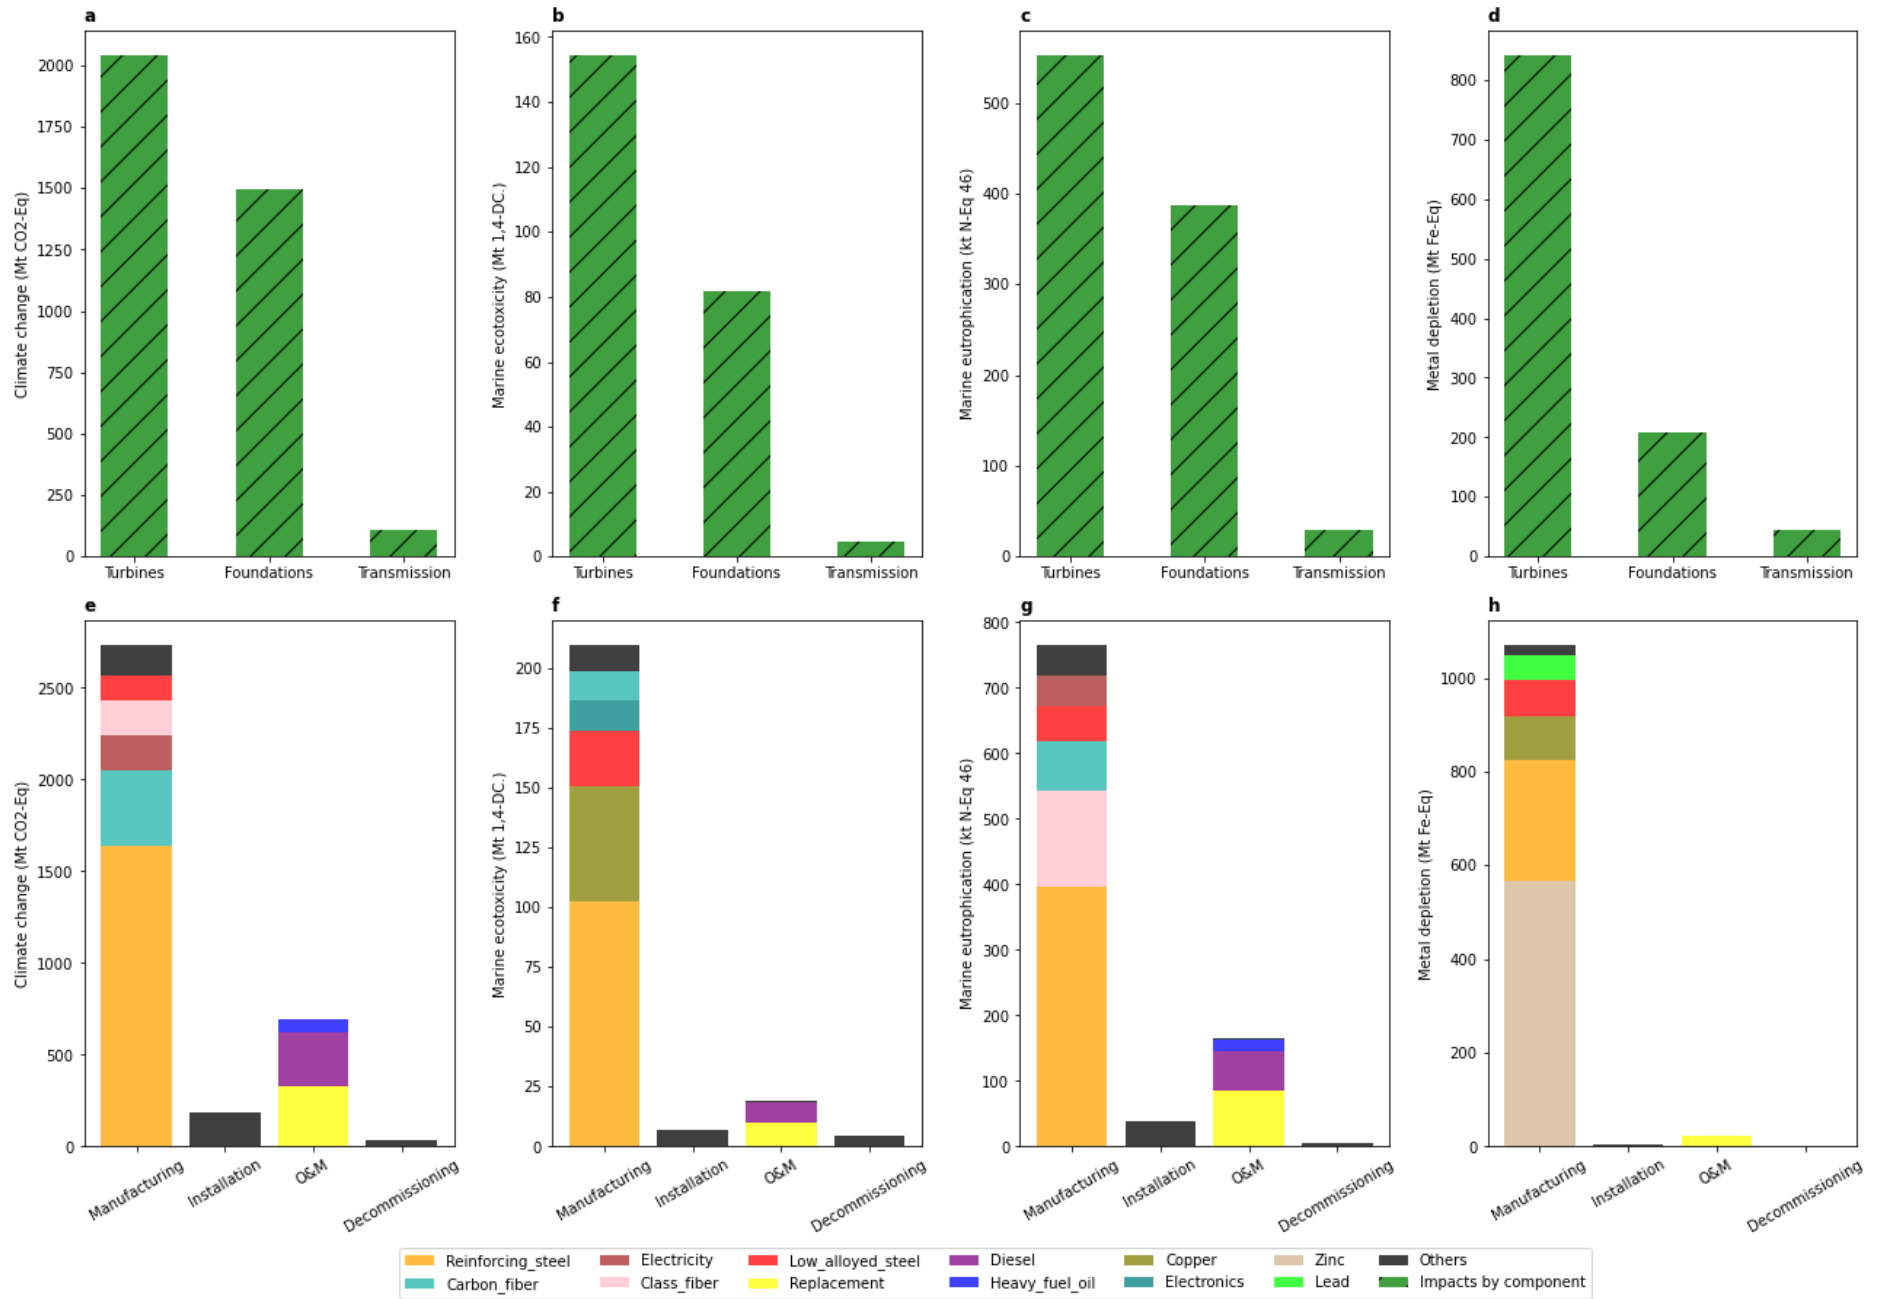 a
Climate change (Mt CO2-Eq)
2000
1750
1500
1250
1000
750
500
250
0
Turbines
Foundations
Transmission
b
Marine ecotoxicity (Mt 1,4-DC.)
160
140
120
100
80
60
40
20
0
Turbines
Foundations
Transmission
c
Marine eutrophication (kt N-Eq 46)
500
400
300
200
100
0
Turbines
Foundations
Transmission
d
Metal depletion (Mt Fe-Eq)
800
700
600
500
400
300
200
100
0
Turbines
Foundations
Transmission
e
Climate change (Mt CO2-Eq)
2500
2000
1500
1000
500
0
Manufacturing
Installation
O&M
Decommissioning
f
Marine ecotoxicity (Mt 1,4-DC.)
200
175
150
125
100
75
50
25
0
Manufacturing
Installation
O&M
Decommissioning
g
Marine eutrophication (kt N-Eq 46)
800
700
600
500
400
300
200
100
0
Manufacturing
Installation
O&M
Decommissioning
h
Metal depletion (Mt Fe-Eq)
1000
800
600
400
200
0
Manufacturing
Installation
O&M
Decommissioning
Reinforcing_steel
Carbon_fiber
Electricity
Class_fiber
Low_alloyed_steel
Replacement
Diesel
Heavy_fuel_oil
Copper
Electronics
Zinc
Lead
Others
Impacts by component